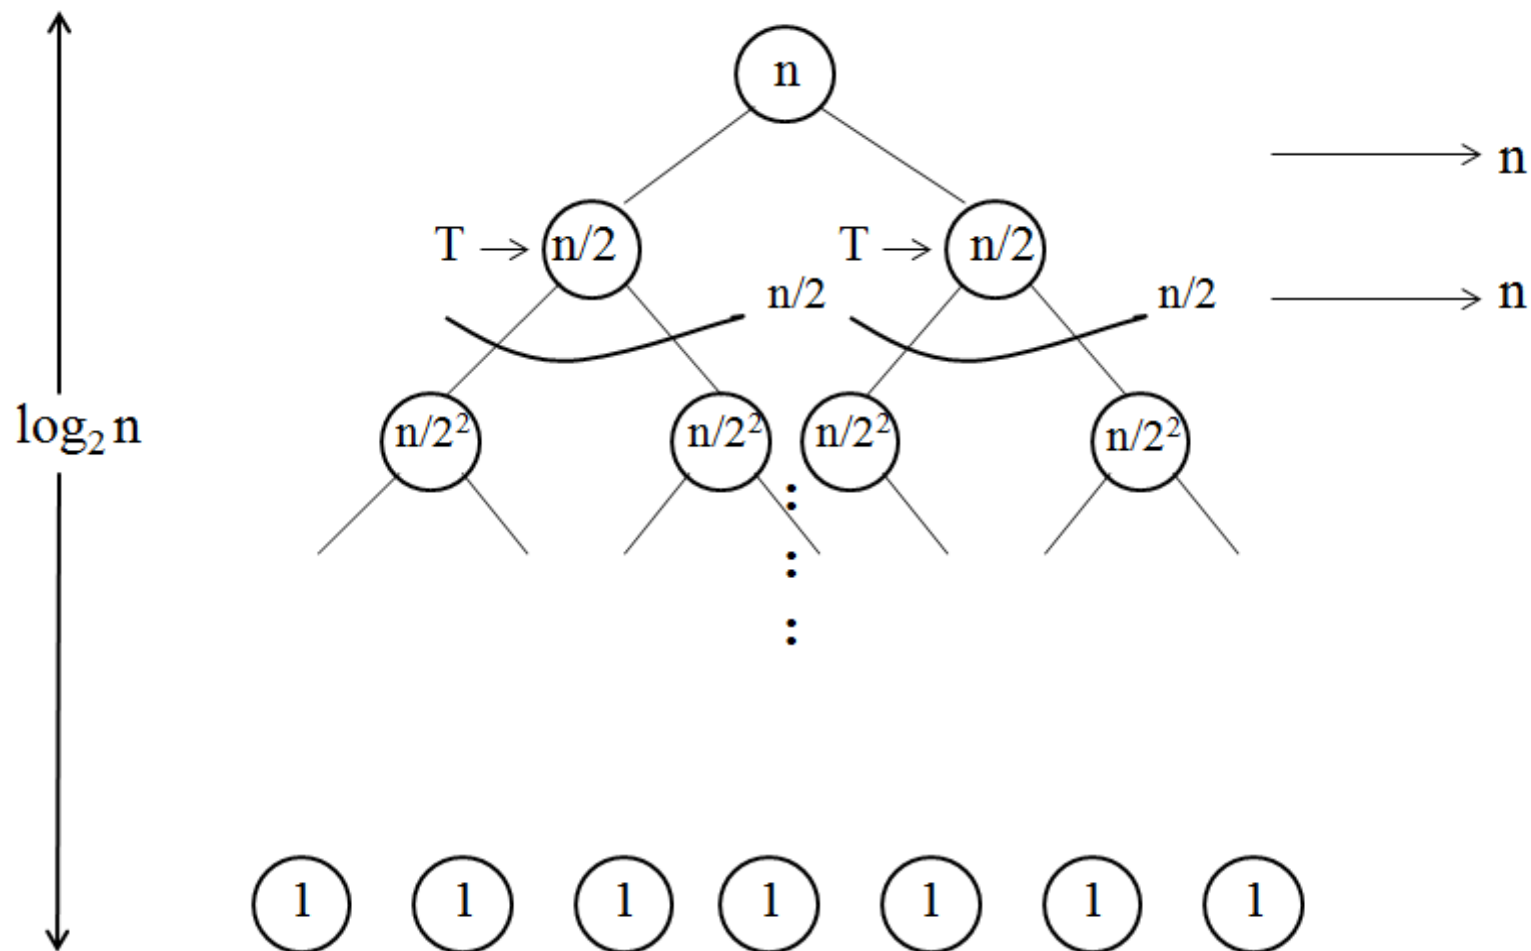 n
n
T n/2 T n/2
n/2 n/2 n
log₂ n
n/2² n/2² n/2² n/2²
1 1 1 1 1 1 1